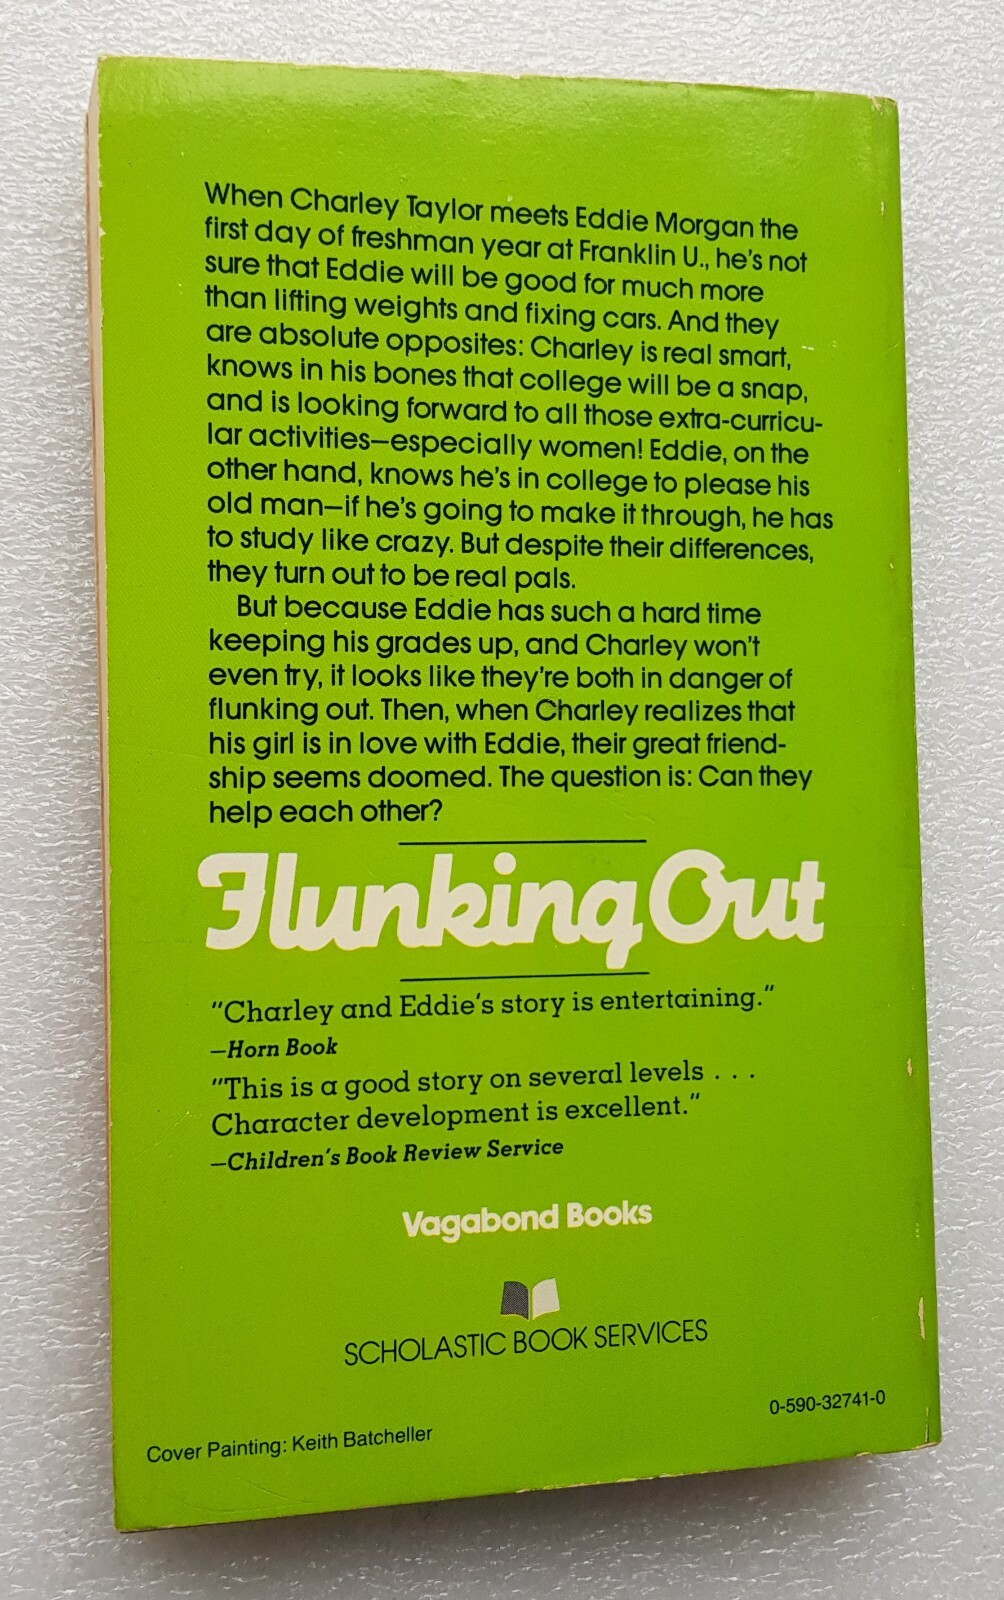 When Charley Taylor meets Eddie Morgan the
first day of freshman year at Franklin U., he's not
sure that Eddie will be good for much more
than lifting weights and fixing cars. And they
are absolute opposites: Charley is real smart,
knows in his bones that college will be a snap,
and is looking forward to all those extra-curricu-
lar activities—especially women! Eddie, on the
other hand, knows he's in college to please his
old man—if he's going to make it through, he has
to study like crazy. But despite their differences,
they turn out to be real pals.
But because Eddie has such a hard time
keeping his grades up, and Charley won't
even try, it looks like they're both in danger of
flunking out. Then, when Charley realizes that
his girl is in love with Eddie, their great friend-
ship seems doomed. The question is: Can they
help each other?
Flunking Out
"Charley and Eddie's story is entertaining."
—Horn Book
"This is a good story on several levels . . .
Character development is excellent."
—Children's Book Review Service
Vagabond Books
SCHOLASTIC BOOK SERVICES
0-590-32741-0
Cover Painting: Keith Batcheller